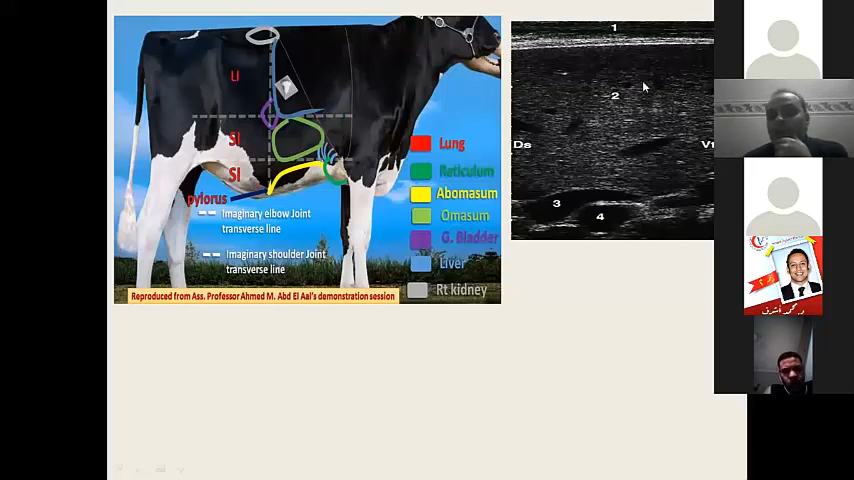 LI
SI
SI
pylorus
Imaginary elbow Joint
transverse line
Imaginary shoulder Joint
transverse line
Reproduced from Ass. Professor Ahmed M. Abd El Aal's demonstration session
Lung
Reticulum
Abomasum
Omasum
G. Bladder
Liver
Rt kidney
1
2
Ds
3
4